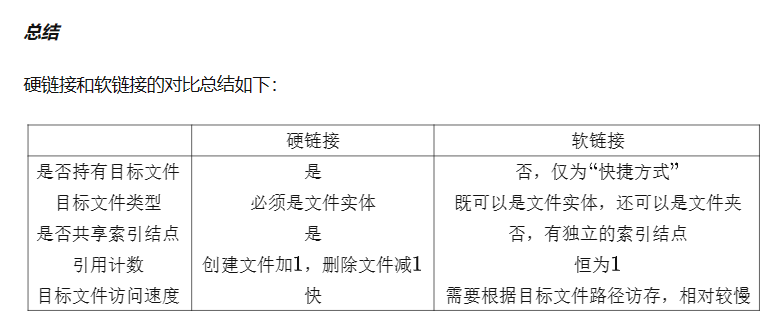 总结
硬链接和软链接的对比总结如下：
硬链接 软链接
是否持有目标文件 是 否，仅为“快捷方式”
目标文件类型 必须是文件实体 既可以是文件实体，还可以是文件夹
是否共享索引结点 是 否，有独立的索引结点
引用计数 创建文件加1，删除文件减1 恒为1
目标文件访问速度 快 需要根据目标文件路径访存，相对较慢